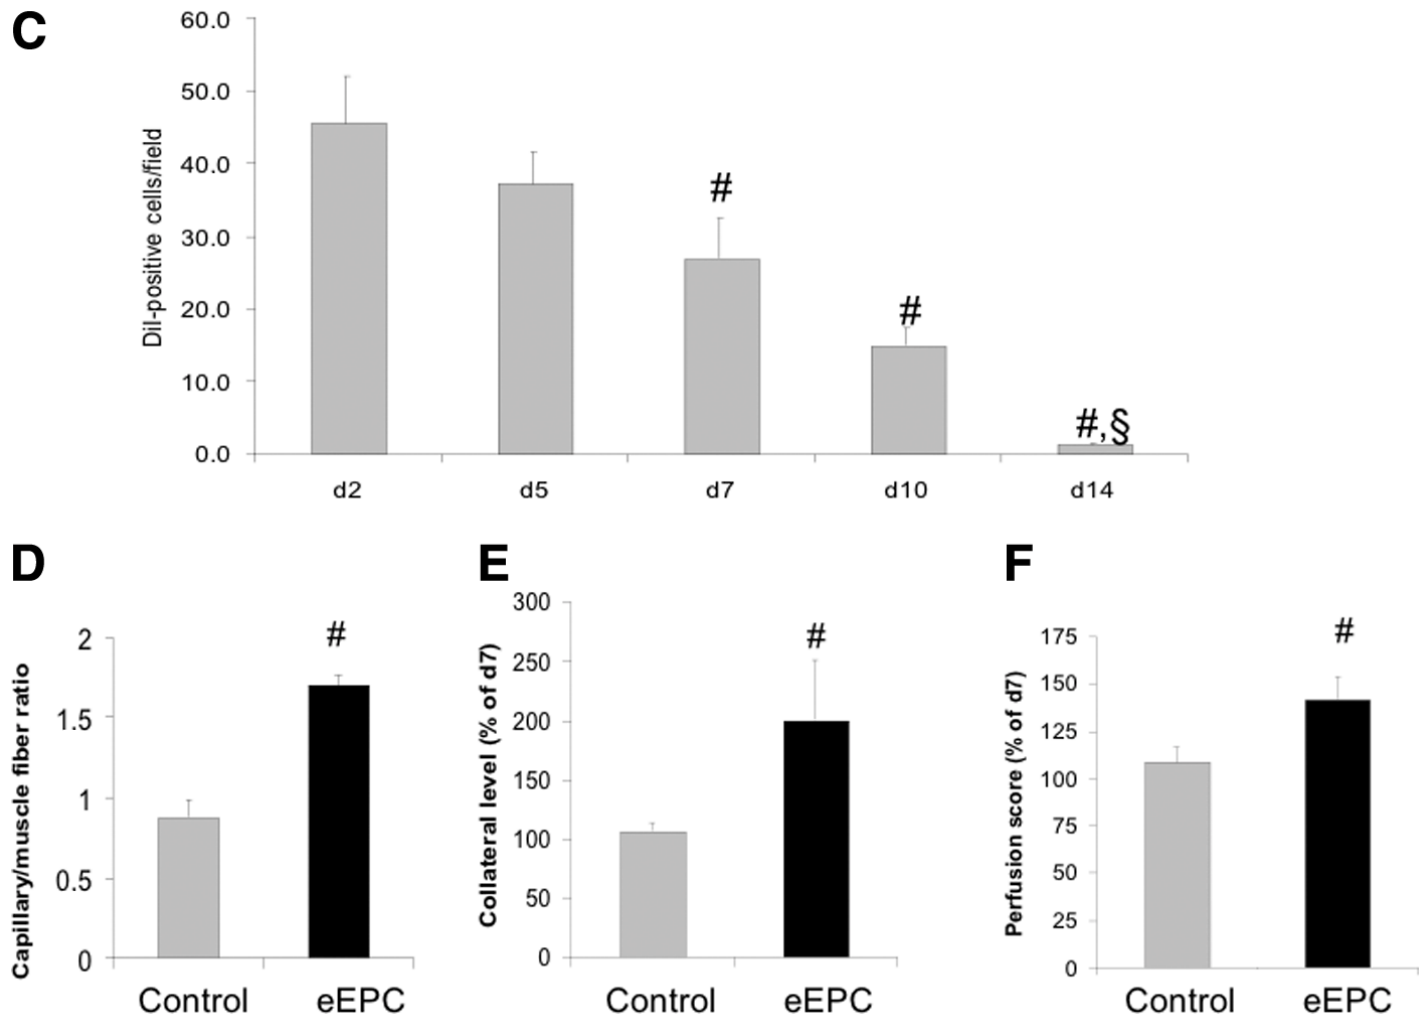 C
DiI-positive cells/field
60.0
50.0
40.0
30.0
20.0
10.0
0.0
#
#
#,§
d2 d5 d7 d10 d14
D
Capillary/muscle fiber ratio
2
1.5
1
0.5
0
#
Control eEPC
E
Collateral level (% of d7)
300
250
200
150
100
50
0
#
Control eEPC
F
Perfusion score (% of d7)
175
150
125
100
75
50
25
0
#
Control eEPC